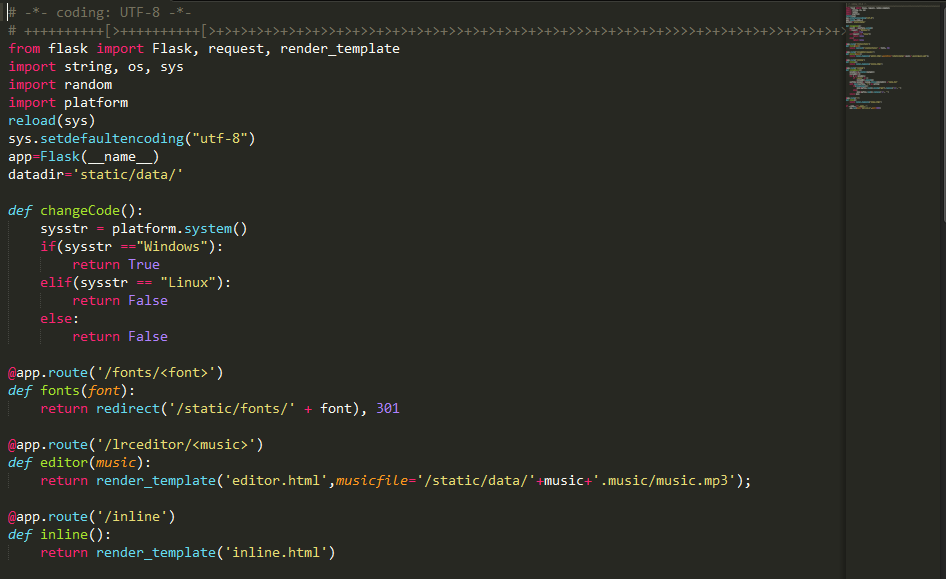 # -*- coding: UTF-8 -*-
from flask import Flask, request, render_template
import string, os, sys
import random
import platform
reload(sys)
sys.setdefaultencoding("utf-8")
app=Flask(__name__)
datadir='static/data/'
def changeCode():
    sysstr = platform.system()
    if(sysstr =="Windows"):
        return True
    elif(sysstr == "Linux"):
        return False
    else:
        return False
@app.route('/fonts/<font>')
def fonts(font):
    return redirect('/static/fonts/' + font), 301
@app.route('/lrceditor/<music>')
def editor(music):
    return render_template('editor.html',musicfile='/static/data/'+music+'.music/music.mp3');
@app.route('/inline')
def inline():
    return render_template('inline.html')